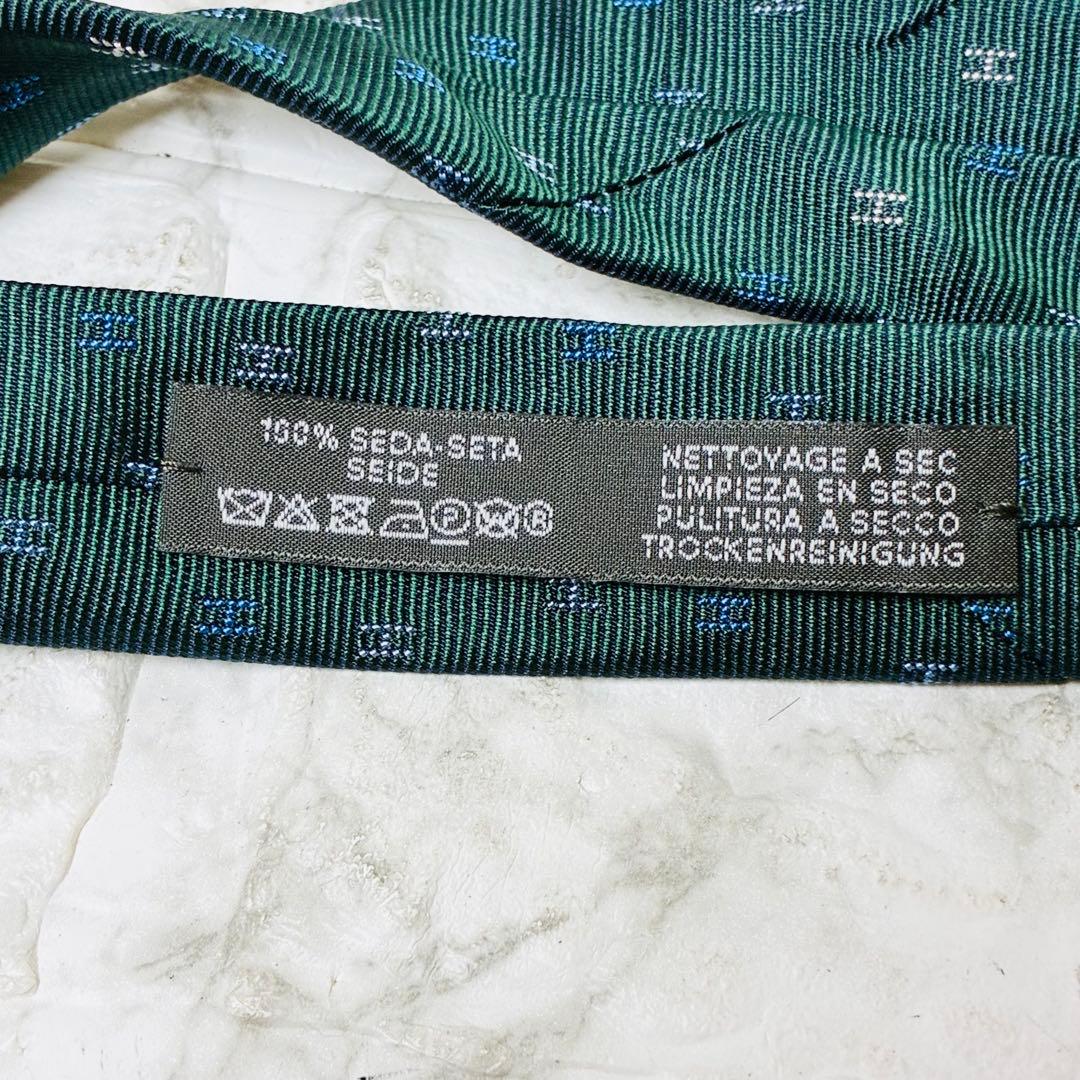 100% SEDA-SETA
SEIDE
P W R
NETTOYAGE A SEC
LIMPIEZA EN SECO
PULITURA A SECCO
TROCKENREINIGUNG